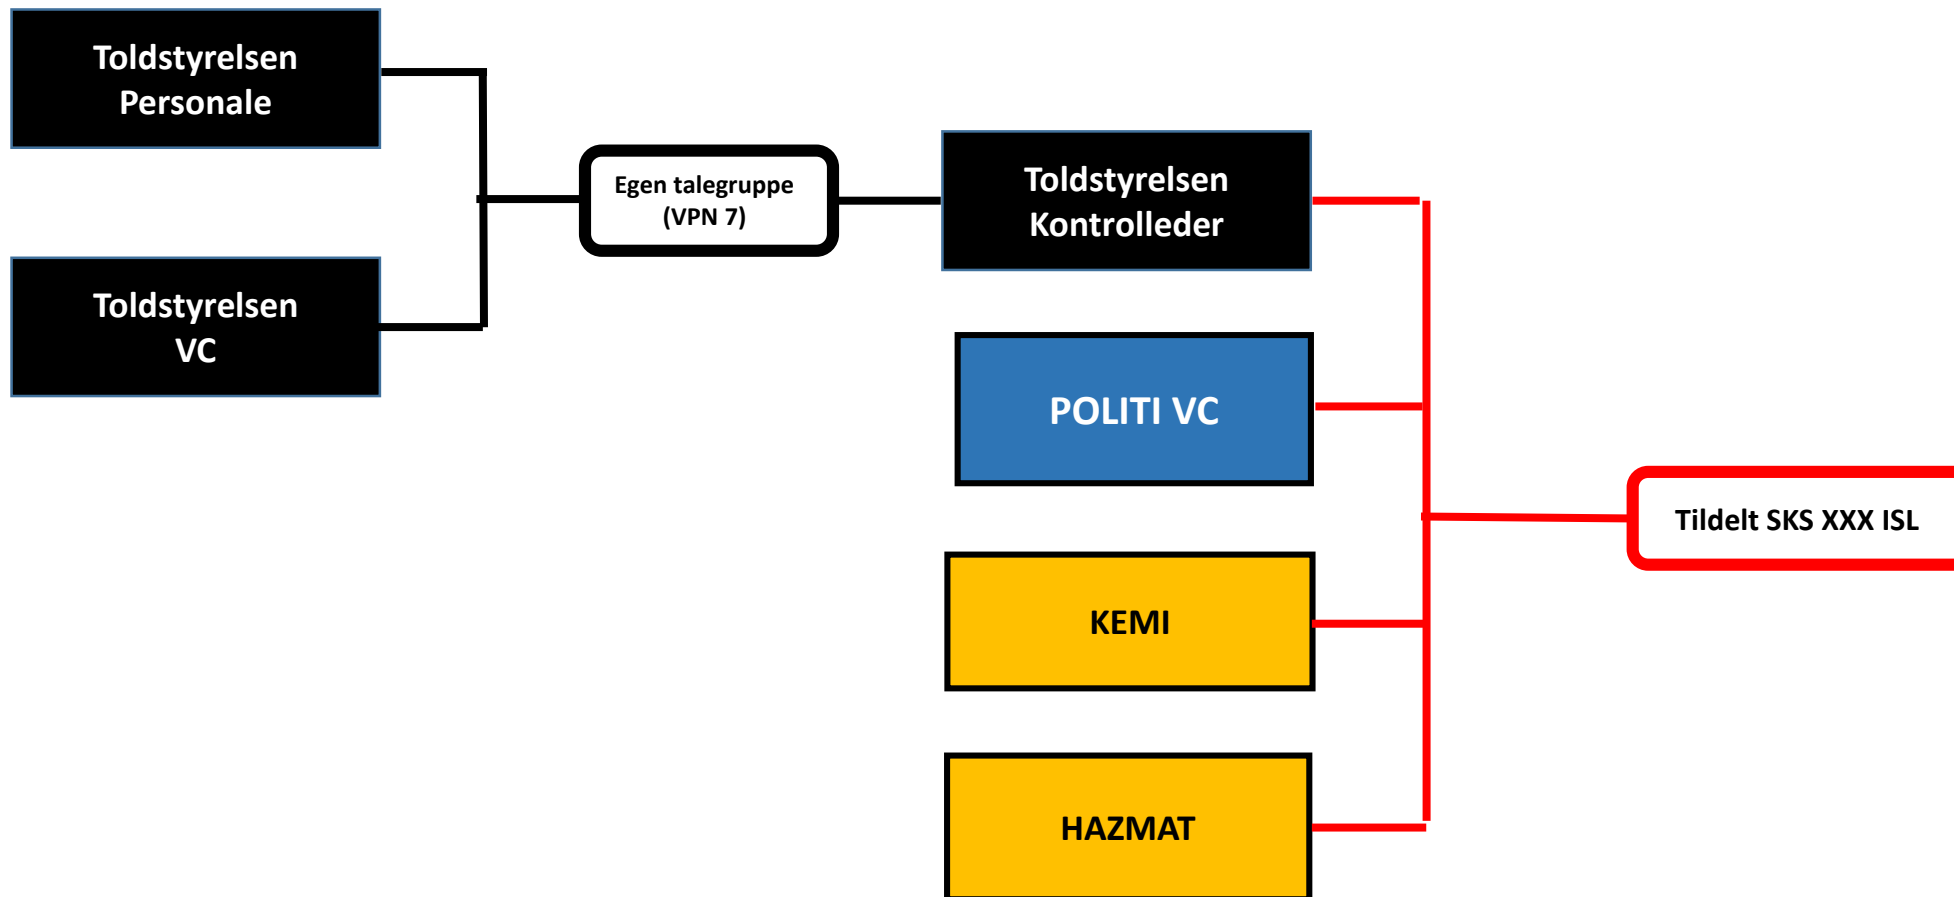 Toldstyrelsen
Personale
Toldstyrelsen
VC
Egen talegruppe
(VPN 7)
Toldstyrelsen
Kontrolleder
POLITI VC
KEMI
HAZMAT
Tildelt SKS XXX ISL